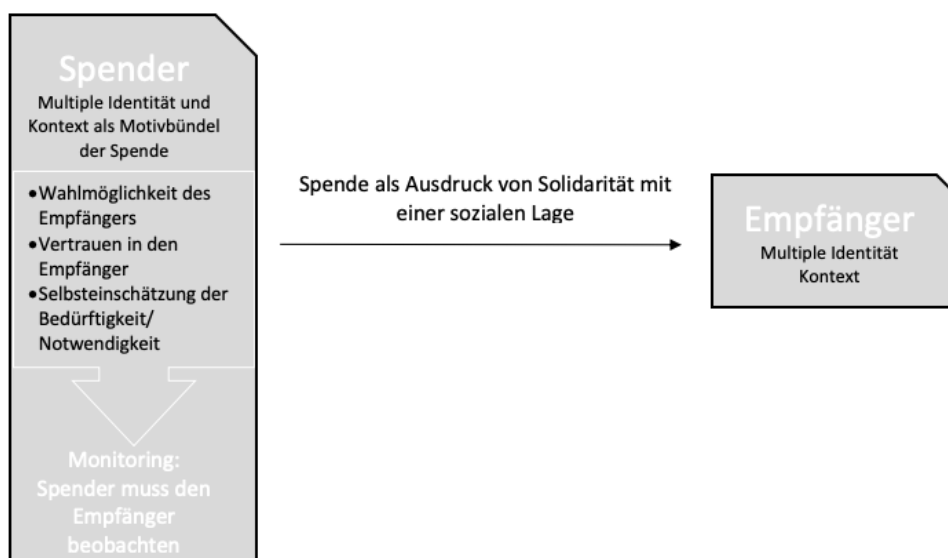 Spender
Multiple Identität und
Kontext als Motivbündel
der Spende
•Wahlmöglichkeit des
Empfängers
•Vertrauen in den
Empfänger
•Selbsteinschätzung der
Bedürftigkeit/
Notwendigkeit
Monitoring:
Spender muss den
Empfänger
beobachten
Spende als Ausdruck von Solidarität mit
einer sozialen Lage
Empfänger
Multiple Identität
Kontext